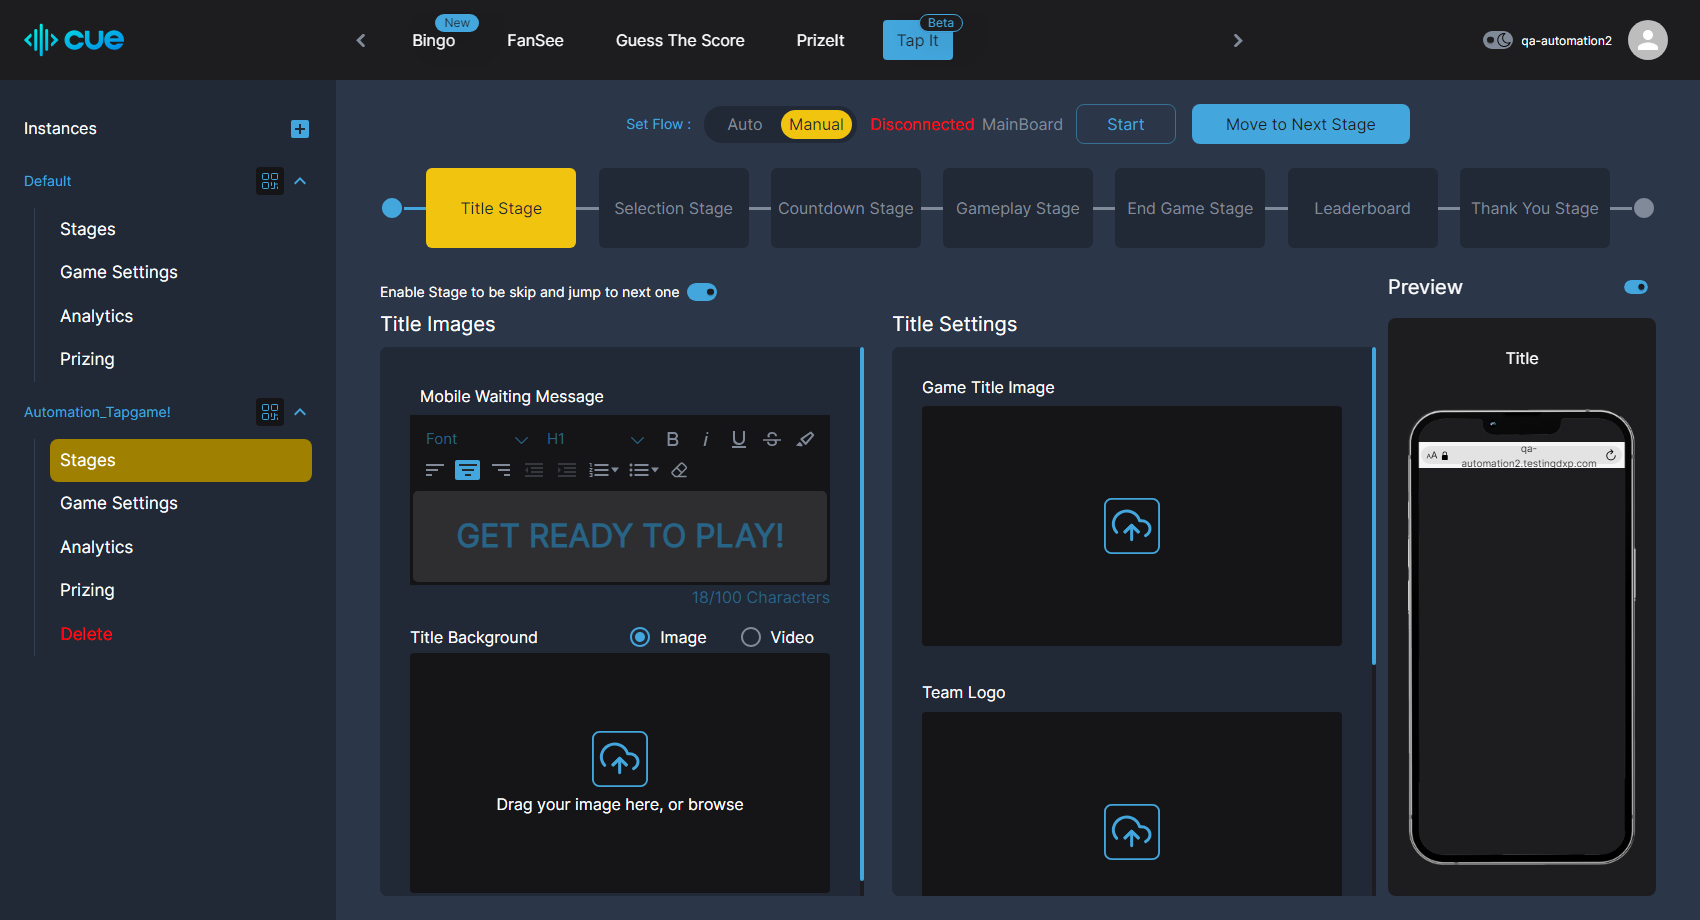 cue
New
Bingo
FanSee
Guess The Score
PrizeIt
Beta
Tap It
qa-automation2
Instances
Default
Stages
Game Settings
Analytics
Prizing
Automation_Tapgame!
Stages
Game Settings
Analytics
Prizing
Delete
Set Flow :
Auto
Manual
Disconnected MainBoard
Start
Move to Next Stage
Title Stage
Selection Stage
Countdown Stage
Gameplay Stage
End Game Stage
Leaderboard
Thank You Stage
Enable Stage to be skip and jump to next one
Title Images
Mobile Waiting Message
Font
H1
B i U S
GET READY TO PLAY!
18/100 Characters
Title Background
Image
Video
Drag your image here, or browse
Title Settings
Game Title Image
Team Logo
Preview
Title
AA
qa-
automation2.testingdxp.com